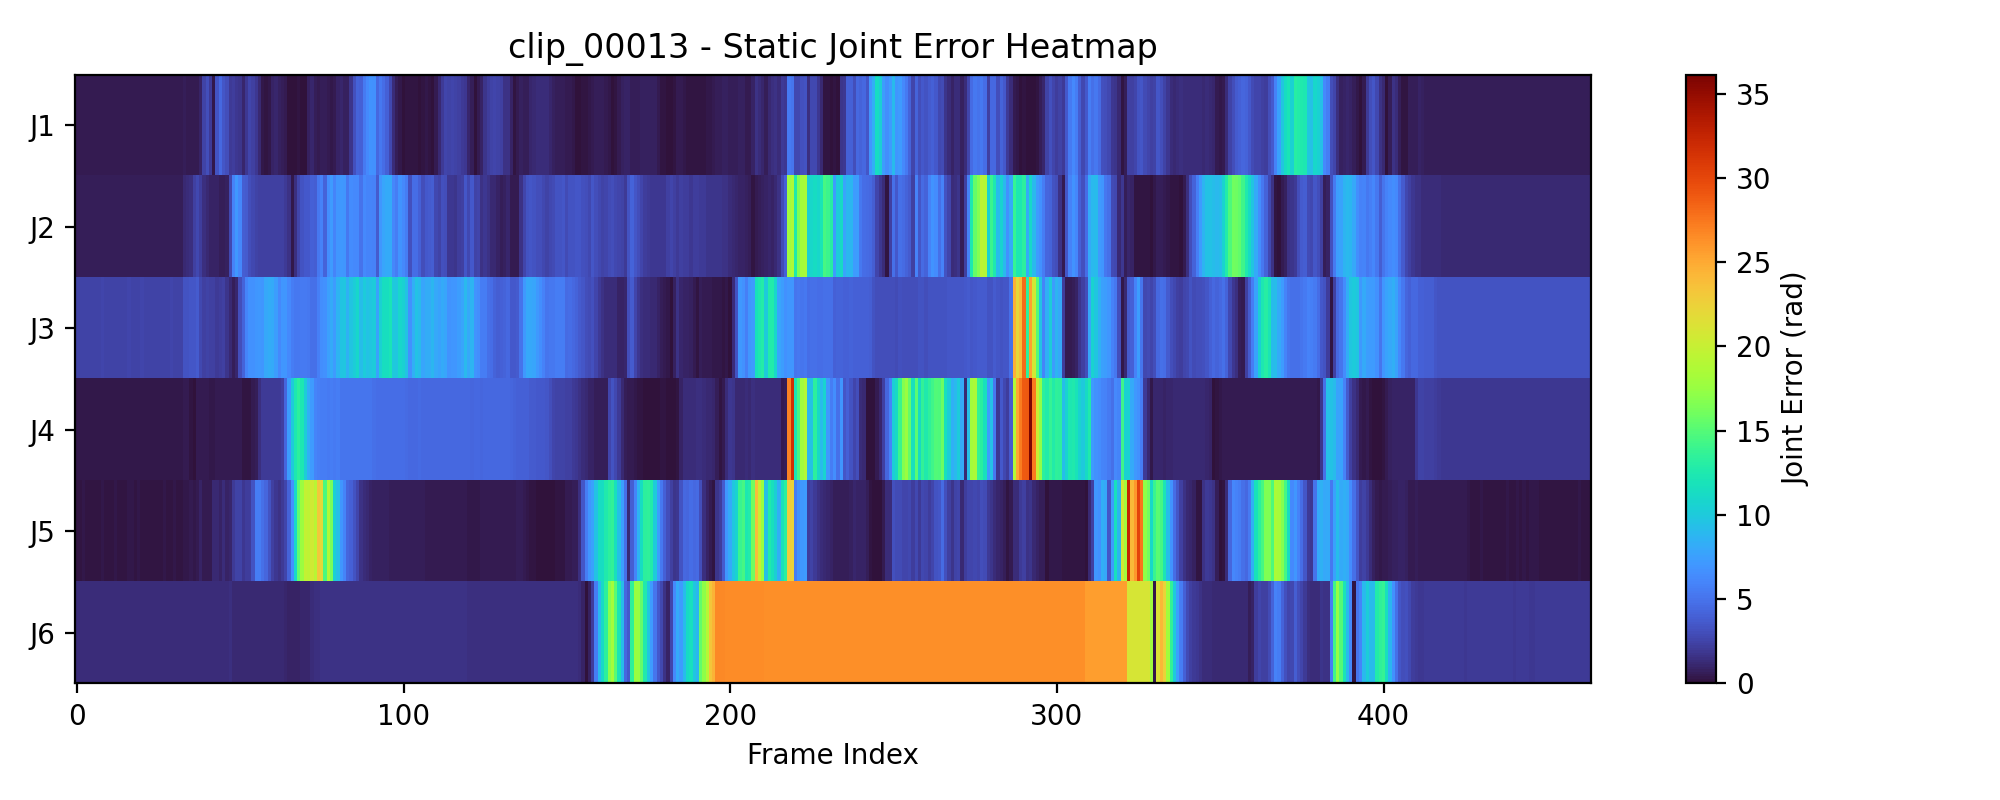 clip_00013 - Static Joint Error Heatmap
J1
J2
J3
J4
J5
J6
0 100 200 300 400
Frame Index
35
30
25
20
15
10
5
0
Joint Error (rad)